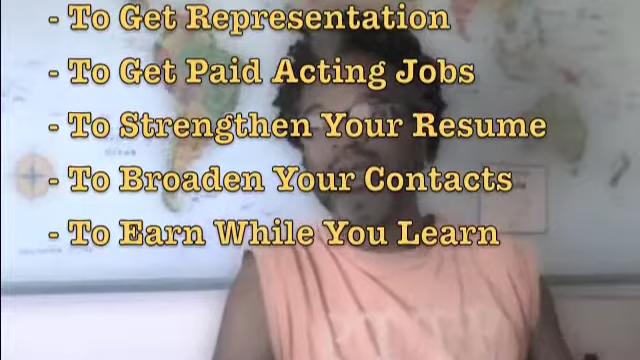 - To Get Representation
- To Get Paid Acting Jobs
- To Strengthen Your Resume
- To Broaden Your Contacts
- To Earn While You Learn